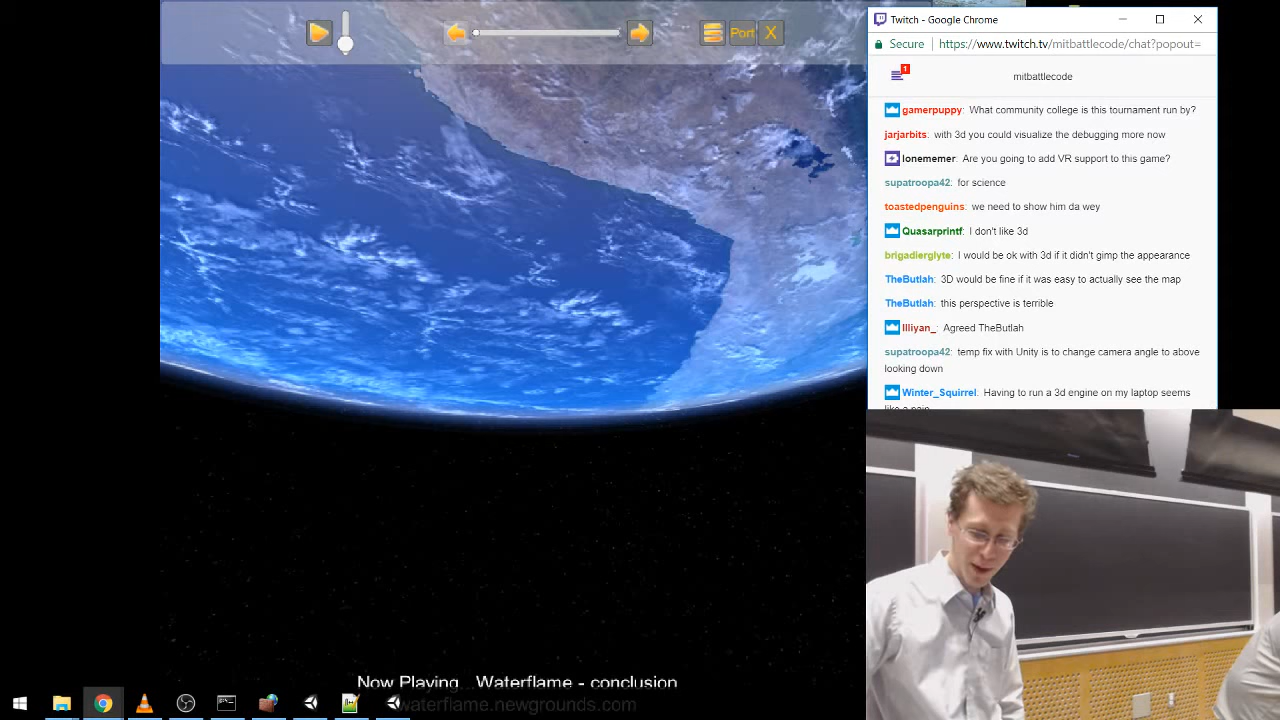 Port X
Now Playing... Waterflame - conclusion
waterflame.newgrounds.com
Twitch - Google Chrome
Secure https://www.twitch.tv/mitbattlecode/chat?popout=
1
mitbattlecode
gamerpuppy: What community college is this tournament run by?
jarjarbits: with 3d you could visualize the debugging more now
lonememer: Are you going to add VR support to this game?
supatroopa42: for science
toastedpenguins: we need to show him da wey
Quasarprintf: I don't like 3d
brigadierglyte: I would be ok with 3d if it didn't gimp the appearance
TheButlah: 3D would be fine if it was easy to actually see the map
TheButlah: this perspective is terrible
Illiyan_: Agreed TheButlah
supatroopa42: temp fix with Unity is to change camera angle to above
looking down
Winter_Squirrel: Having to run a 3d engine on my laptop seems
like a pain